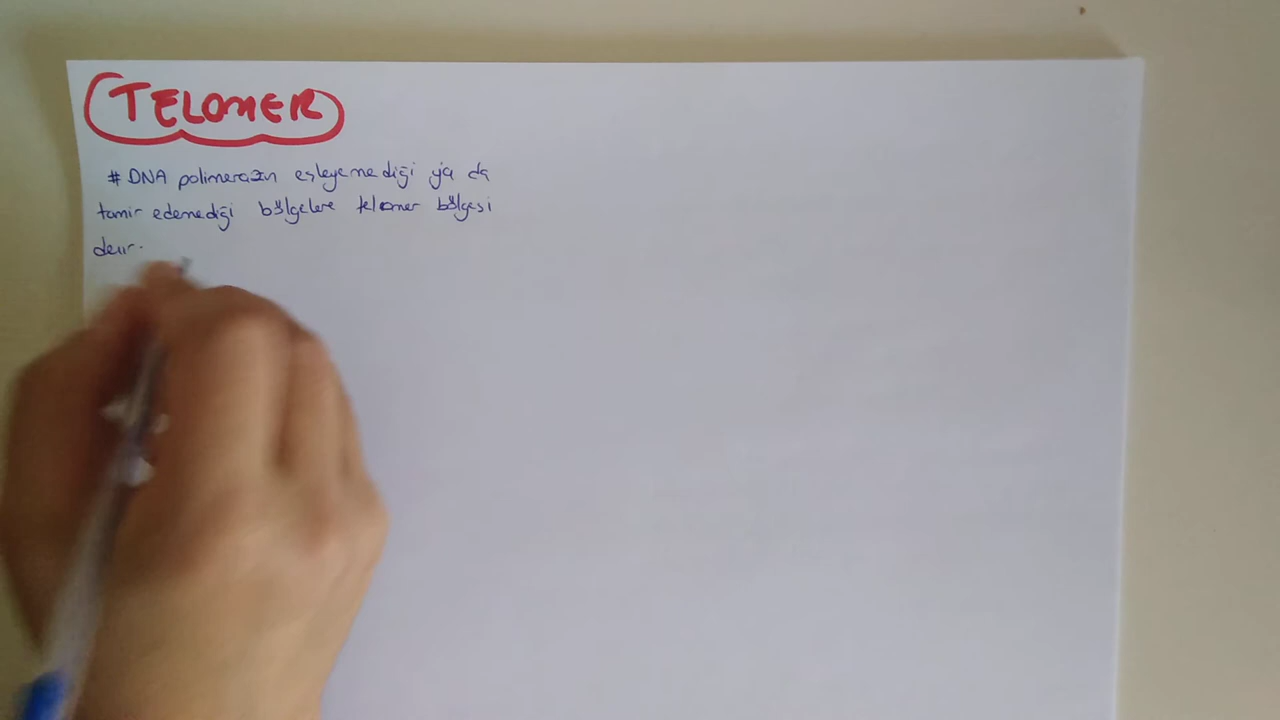 TELOMER
# DNA polimerazın eşleyemediği ya da
tamir edemediği bölgelere telomer bölgesi
denir.